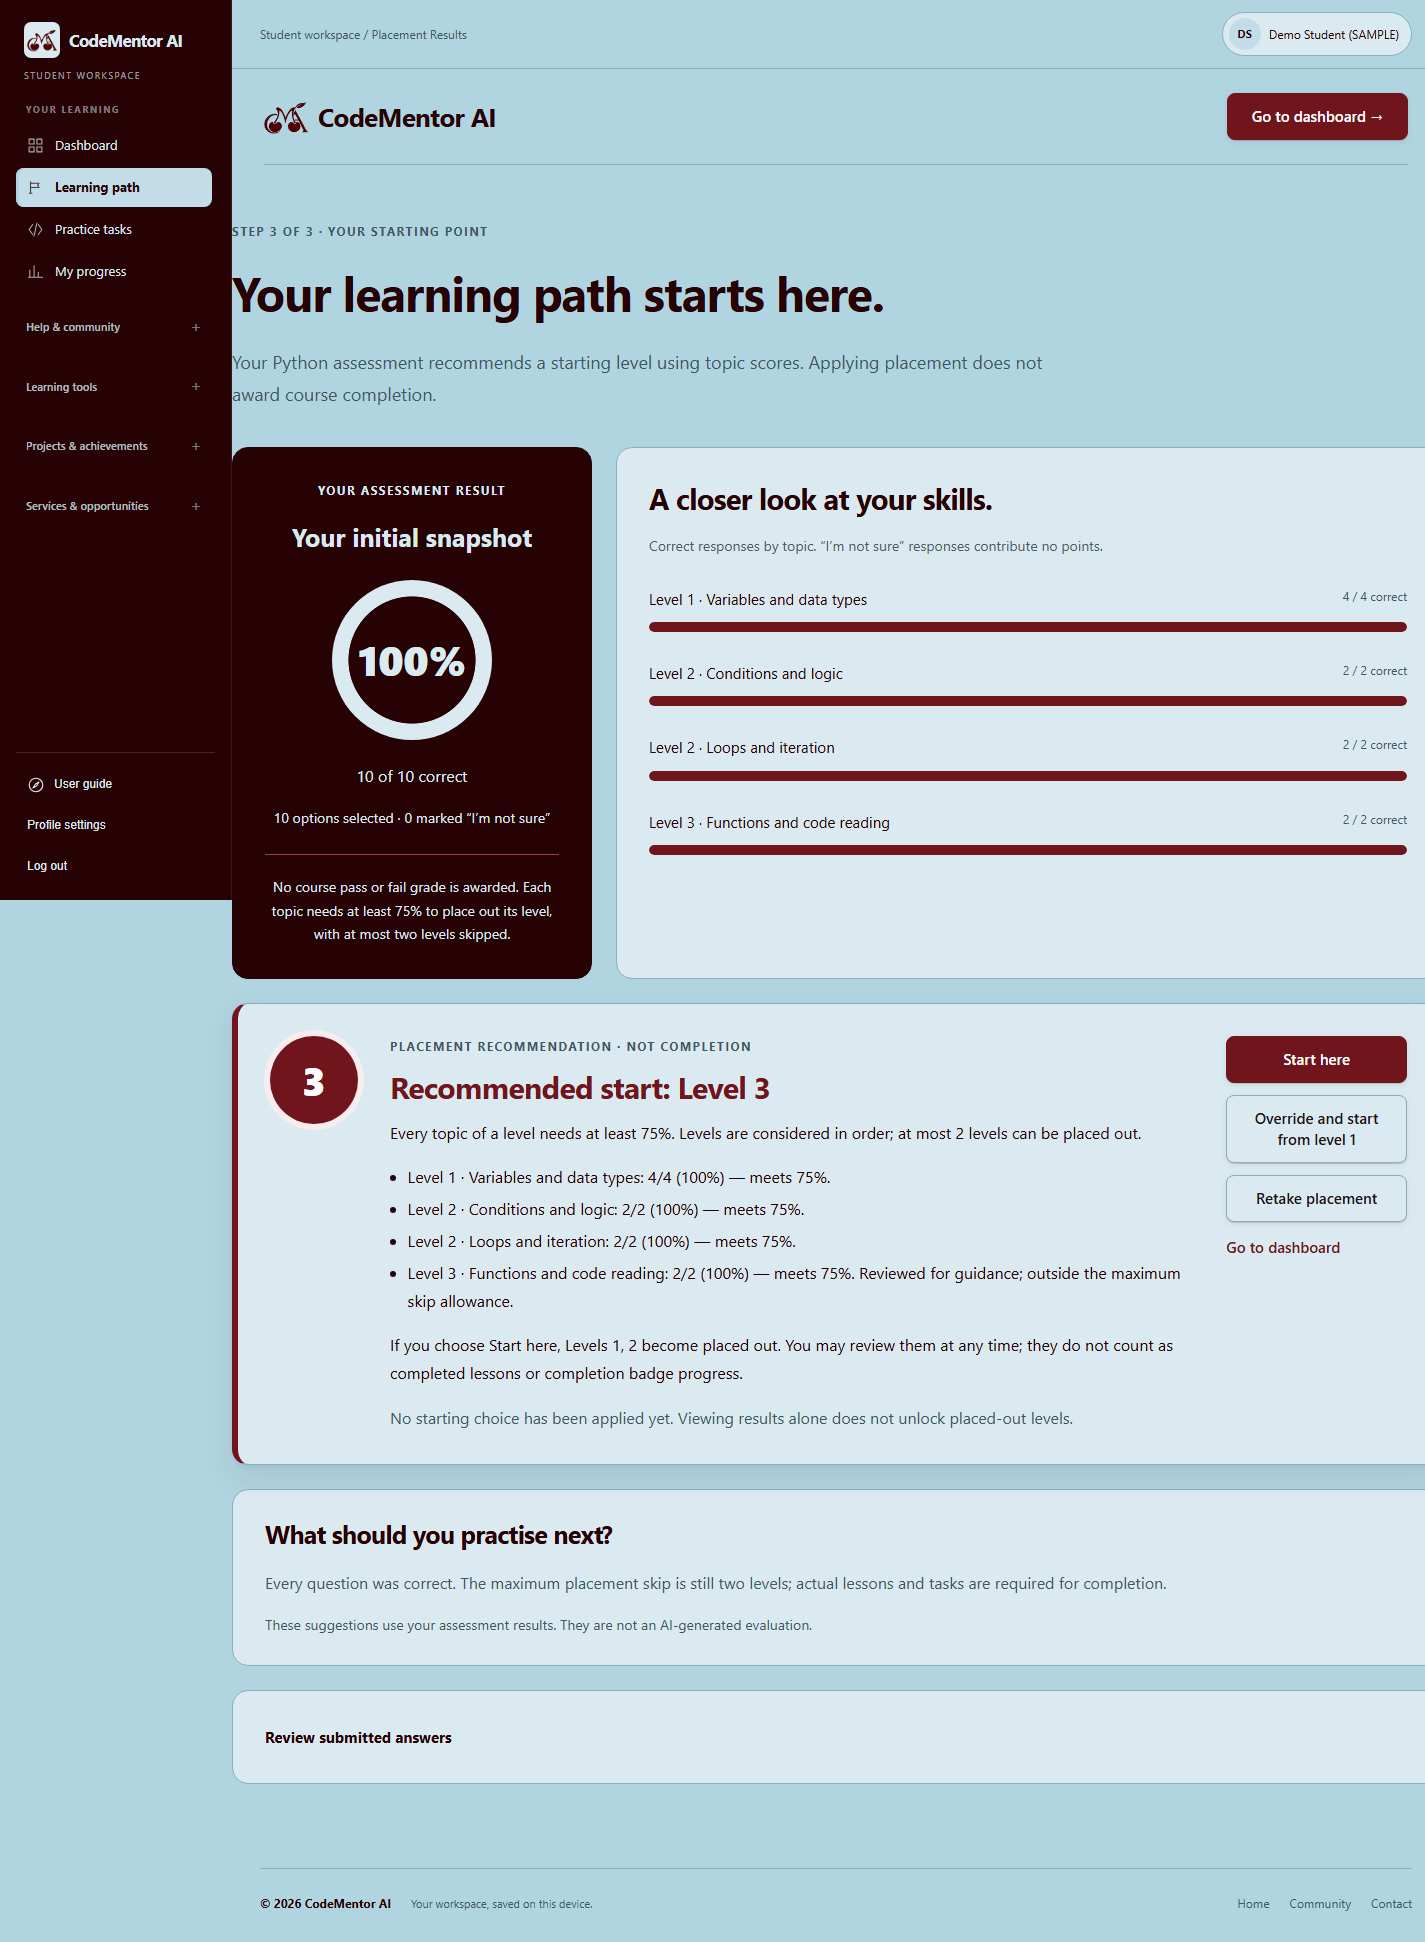 CodeMentor AI
STUDENT WORKSPACE
YOUR LEARNING
Dashboard
Learning path
Practice tasks
My progress
Help & community +
Learning tools +
Projects & achievements +
Services & opportunities +
User guide
Profile settings
Log out
Student workspace / Placement Results
DS Demo Student (SAMPLE)
CodeMentor AI
Go to dashboard →
STEP 3 OF 3 · YOUR STARTING POINT
Your learning path starts here.
Your Python assessment recommends a starting level using topic scores. Applying placement does not
award course completion.
YOUR ASSESSMENT RESULT
Your initial snapshot
100%
10 of 10 correct
10 options selected · 0 marked “I’m not sure”
No course pass or fail grade is awarded. Each
topic needs at least 75% to place out its level,
with at most two levels skipped.
A closer look at your skills.
Correct responses by topic. “I’m not sure” responses contribute no points.
Level 1 · Variables and data types 4 / 4 correct
Level 2 · Conditions and logic 2 / 2 correct
Level 2 · Loops and iteration 2 / 2 correct
Level 3 · Functions and code reading 2 / 2 correct
3
PLACEMENT RECOMMENDATION · NOT COMPLETION
Recommended start: Level 3
Every topic of a level needs at least 75%. Levels are considered in order; at most 2 levels can be placed out.
• Level 1 · Variables and data types: 4/4 (100%) — meets 75%.
• Level 2 · Conditions and logic: 2/2 (100%) — meets 75%.
• Level 2 · Loops and iteration: 2/2 (100%) — meets 75%.
• Level 3 · Functions and code reading: 2/2 (100%) — meets 75%. Reviewed for guidance; outside the maximum
skip allowance.
If you choose Start here, Levels 1, 2 become placed out. You may review them at any time; they do not count as
completed lessons or completion badge progress.
No starting choice has been applied yet. Viewing results alone does not unlock placed-out levels.
Start here
Override and start
from level 1
Retake placement
Go to dashboard
What should you practise next?
Every question was correct. The maximum placement skip is still two levels; actual lessons and tasks are required for completion.
These suggestions use your assessment results. They are not an AI-generated evaluation.
Review submitted answers
© 2026 CodeMentor AI Your workspace, saved on this device.
Home Community Contact